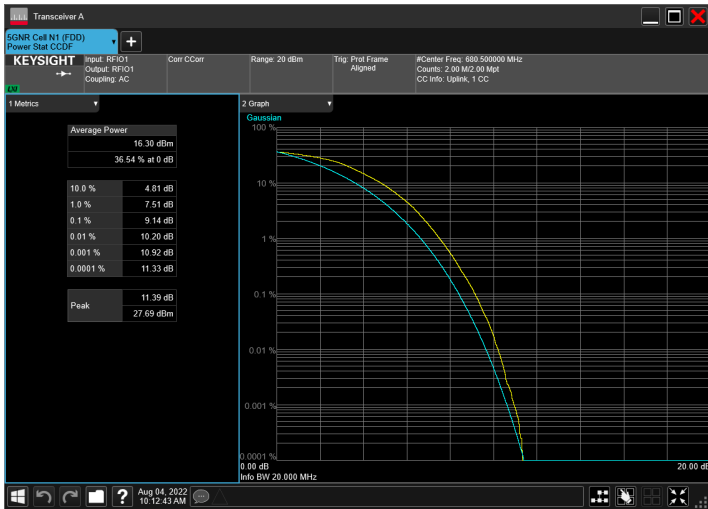 Transceiver A
5GNR Cell N1 (FDD)
Power Stat CCDF
KEYSIGHT
LXI
Input: RFIO1
Output: RFIO1
Coupling: AC
Corr CCorr
Range: 20 dBm
Trig: Prot Frame
Aligned
#Center Freq: 680.500000 MHz
Counts: 2.00 M/2.00 Mpt
CC Info: Uplink, 1 CC
1 Metrics
Average Power
16.30 dBm
36.54 % at 0 dB
10.0 % 4.81 dB
1.0 % 7.51 dB
0.1 % 9.14 dB
0.01 % 10.20 dB
0.001 % 10.92 dB
0.0001 % 11.33 dB
Peak 11.39 dB
27.69 dBm
2 Graph
Gaussian
100 %
10 %
1 %
0.1 %
0.01 %
0.001 %
0.0001 %
0.00 dB 20.00 dB
Info BW 20.000 MHz
? Aug 04, 2022
10:12:43 AM